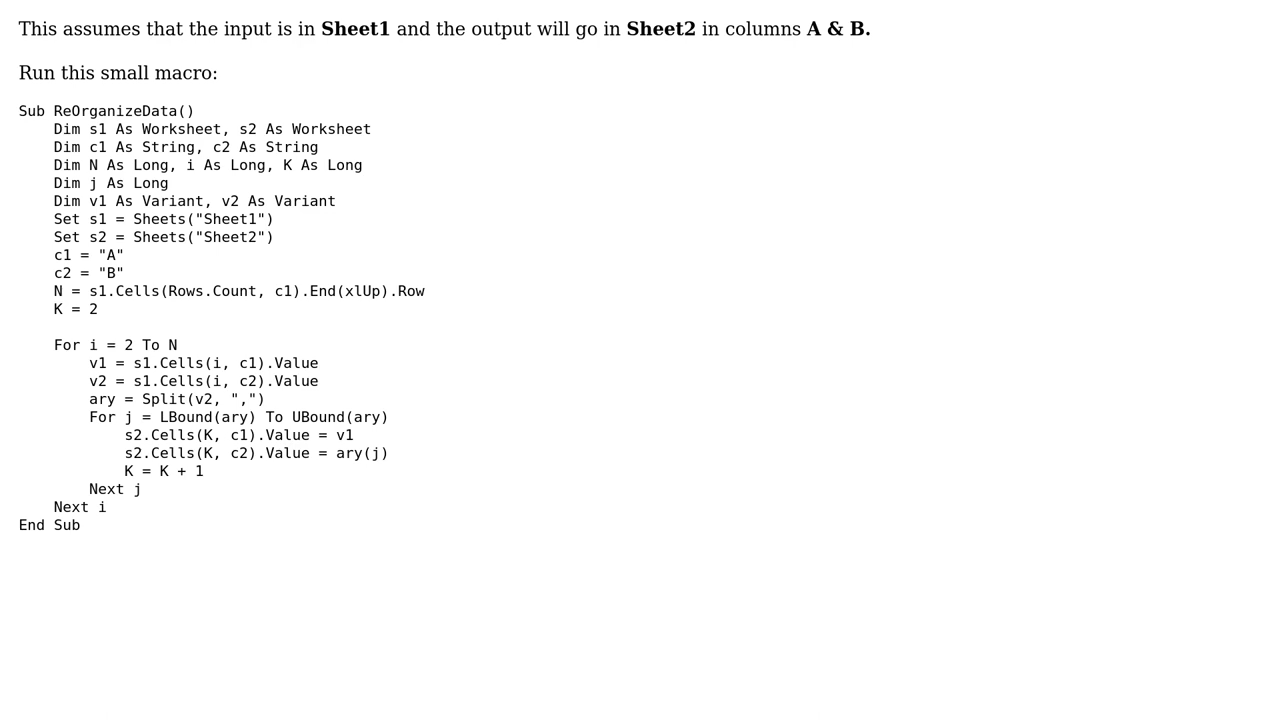 This assumes that the input is in Sheet1 and the output will go in Sheet2 in columns A & B.
Run this small macro:
Sub ReOrganizeData()
    Dim s1 As Worksheet, s2 As Worksheet
    Dim c1 As String, c2 As String
    Dim N As Long, i As Long, K As Long
    Dim j As Long
    Dim v1 As Variant, v2 As Variant
    Set s1 = Sheets("Sheet1")
    Set s2 = Sheets("Sheet2")
    c1 = "A"
    c2 = "B"
    N = s1.Cells(Rows.Count, c1).End(xlUp).Row
    K = 2
    For i = 2 To N
        v1 = s1.Cells(i, c1).Value
        v2 = s1.Cells(i, c2).Value
        ary = Split(v2, ",")
        For j = LBound(ary) To UBound(ary)
            s2.Cells(K, c1).Value = v1
            s2.Cells(K, c2).Value = ary(j)
            K = K + 1
        Next j
    Next i
End Sub